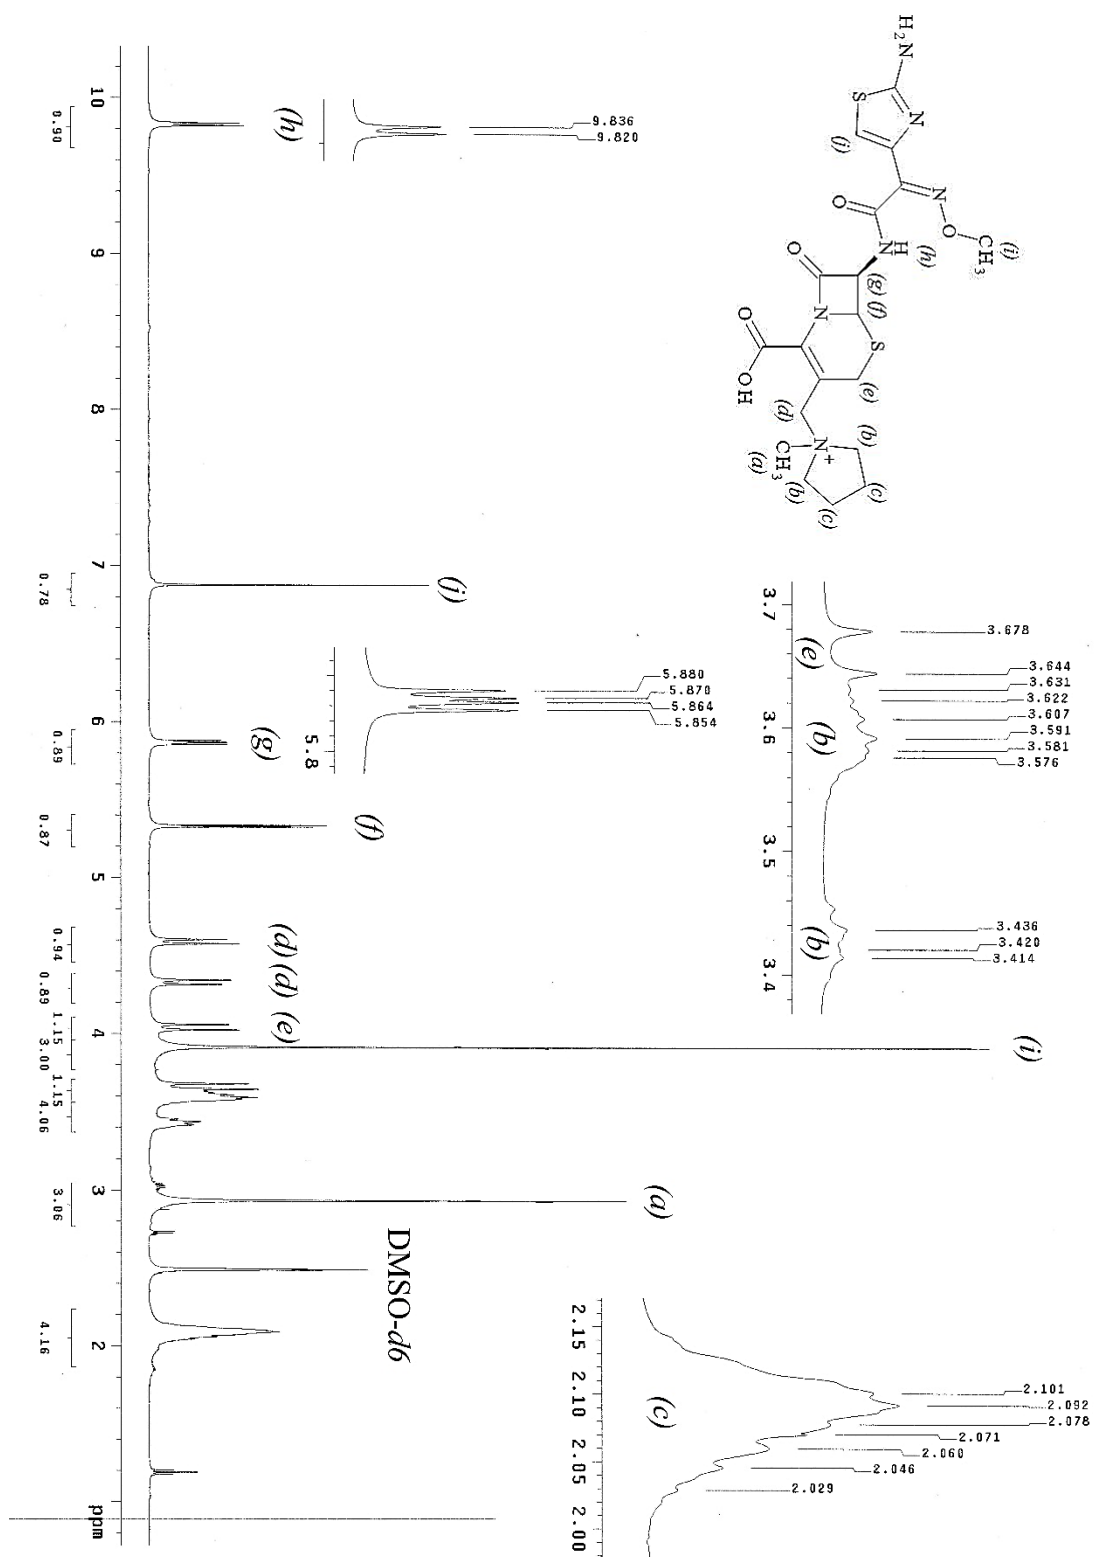 H₂N
S
N
(j)
N
O
CH₃
(i)
O
N
H
(h)
O
(g)
(f)
N
S
O
OH
(e)
(d)
N+
CH₃
(a)
(b)
(b)
(c)
(c)
9.836
9.820
(h)
(j)
5.880
5.870
5.864
5.854
5.8
(g)
(f)
(d) (d) (e)
3.678
3.644
3.631
3.622
3.607
3.591
3.581
3.576
3.436
3.420
3.414
(e)
(b)
(b)
3.7
3.6
3.5
3.4
(i)
(a)
DMSO-d6
2.101
2.092
2.078
2.071
2.060
2.046
2.029
(c)
2.15
2.10
2.05
2.00
10 9 8 7 6 5 4 3 2 ppm
0.90 0.78 0.89 0.87 0.94 0.89 1.15 3.00 1.15 4.06 3.06 4.16